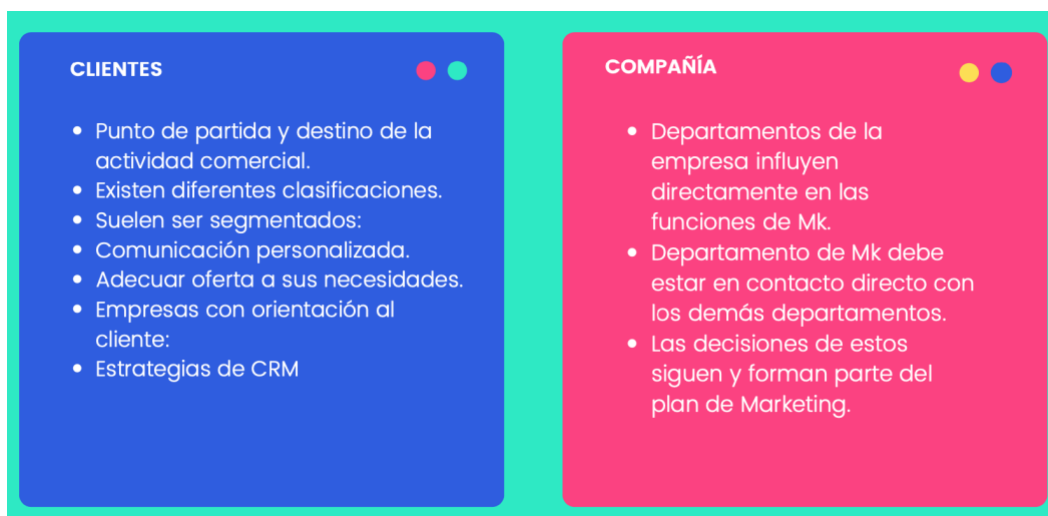 CLIENTES
• Punto de partida y destino de la
actividad comercial.
• Existen diferentes clasificaciones.
• Suelen ser segmentados:
• Comunicación personalizada.
• Adecuar oferta a sus necesidades.
• Empresas con orientación al
cliente:
• Estrategias de CRM
COMPAÑÍA
• Departamentos de la
empresa influyen
directamente en las
funciones de Mk.
• Departamento de Mk debe
estar en contacto directo con
los demás departamentos.
• Las decisiones de estos
siguen y forman parte del
plan de Marketing.